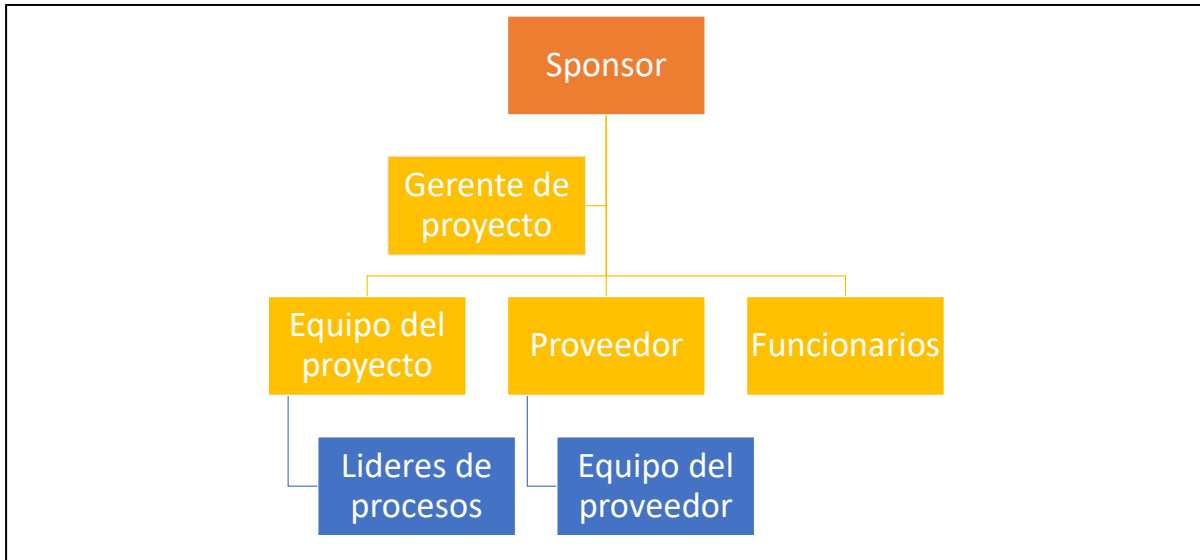 Sponsor
Gerente de
proyecto
Equipo del
proyecto
Proveedor
Funcionarios
Lideres de
procesos
Equipo del
proveedor